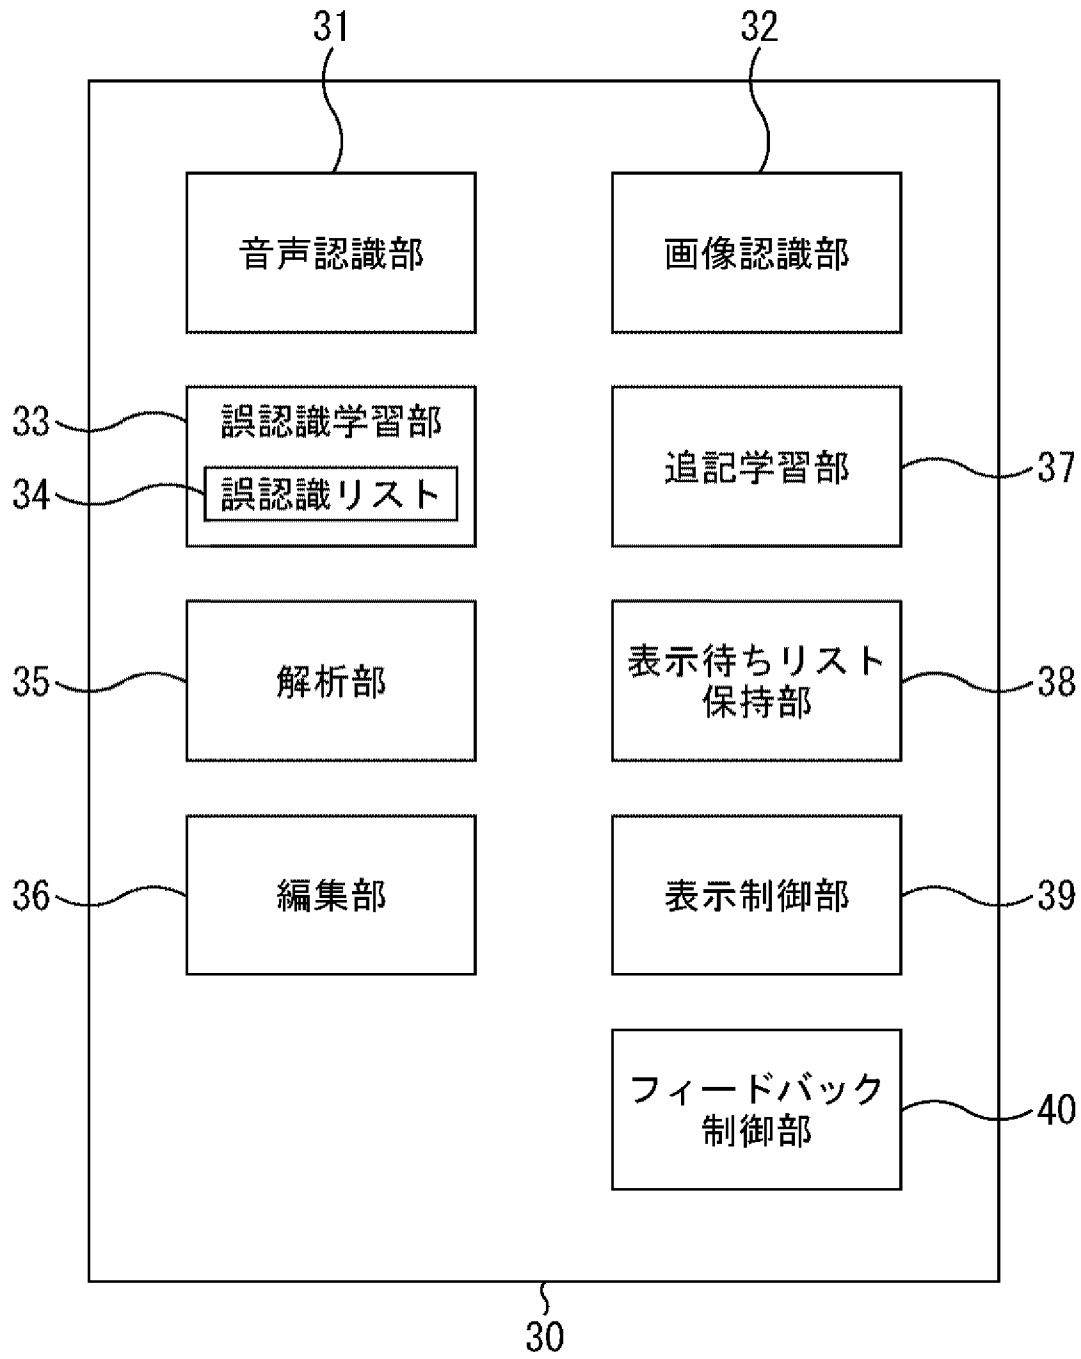 31
32
音声認識部
画像認識部
33
誤認識学習部
34
誤認識リスト
追記学習部
37
35
解析部
表示待ちリスト
保持部
38
36
編集部
表示制御部
39
フィードバック
制御部
40
30